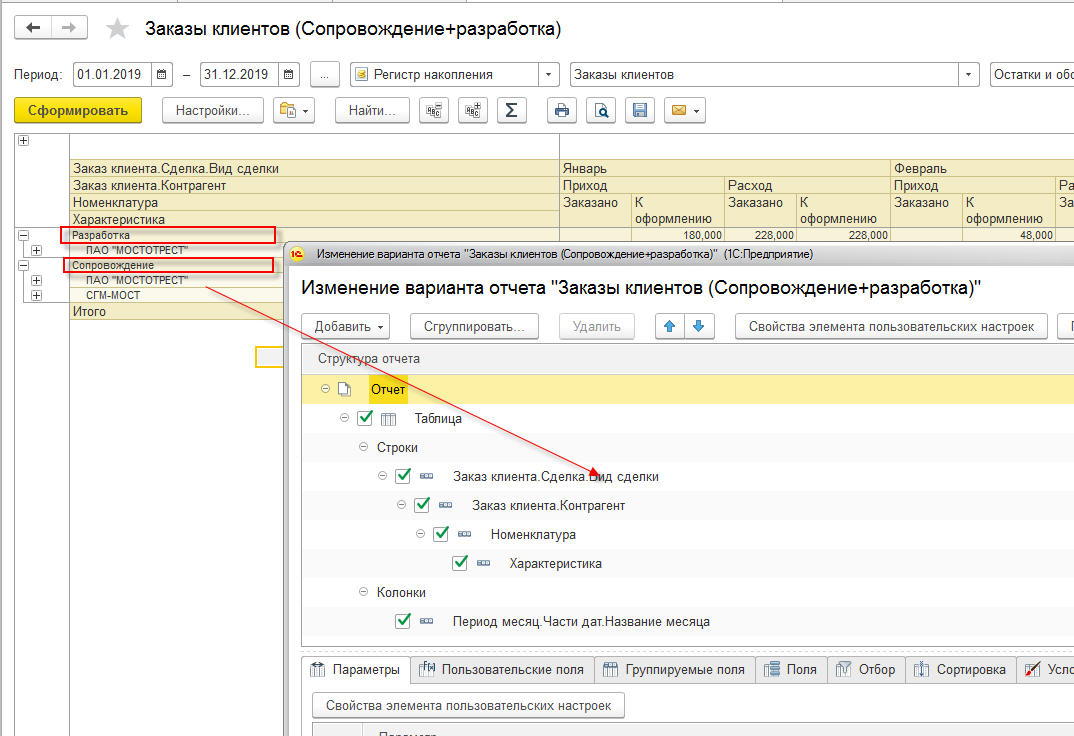 Заказы клиентов (Сопровождение+разработка)
Период: 01.01.2019 – 31.12.2019 ... Регистр накопления Заказы клиентов Остатки и обо
Сформировать Настройки... Найти... Σ
Заказ клиента.Сделка.Вид сделки Январь Февраль
Заказ клиента.Контрагент Приход Расход Приход Ра
Номенклатура Заказано К оформлению Заказано К оформлению Заказано К оформлению За
Характеристика
Разработка 180,000 228,000 228,000 48,000
ПАО "МОСТОТРЕСТ"
Сопровождение
ПАО "МОСТОТРЕСТ"
СГМ-МОСТ
Итого
Изменение варианта отчета "Заказы клиентов (Сопровождение+разработка)" (1С:Предприятие)
Изменение варианта отчета "Заказы клиентов (Сопровождение+разработка)"
Добавить Сгруппировать... Удалить Свойства элемента пользовательских настроек
Структура отчета
Отчет
Таблица
Строки
Заказ клиента.Сделка.Вид сделки
Заказ клиента.Контрагент
Номенклатура
Характеристика
Колонки
Период месяц.Части дат.Название месяца
Параметры Пользовательские поля Группируемые поля Поля Отбор Сортировка Усло
Свойства элемента пользовательских настроек